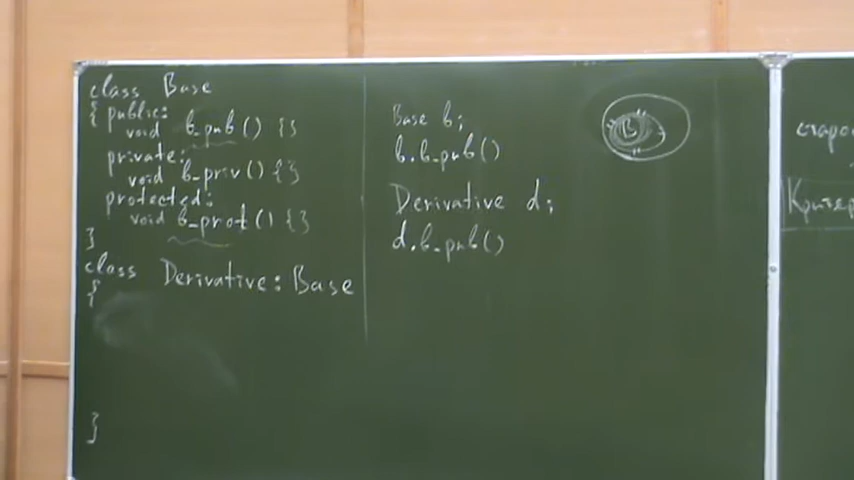 class Base
{ public:
void b_pub() {}
private:
void b_priv() {}
protected:
void b_prot() {}
}
class Derivative: Base
{
}
Base b;
b.b_pub()
Derivative d;
d.b_pub()
B